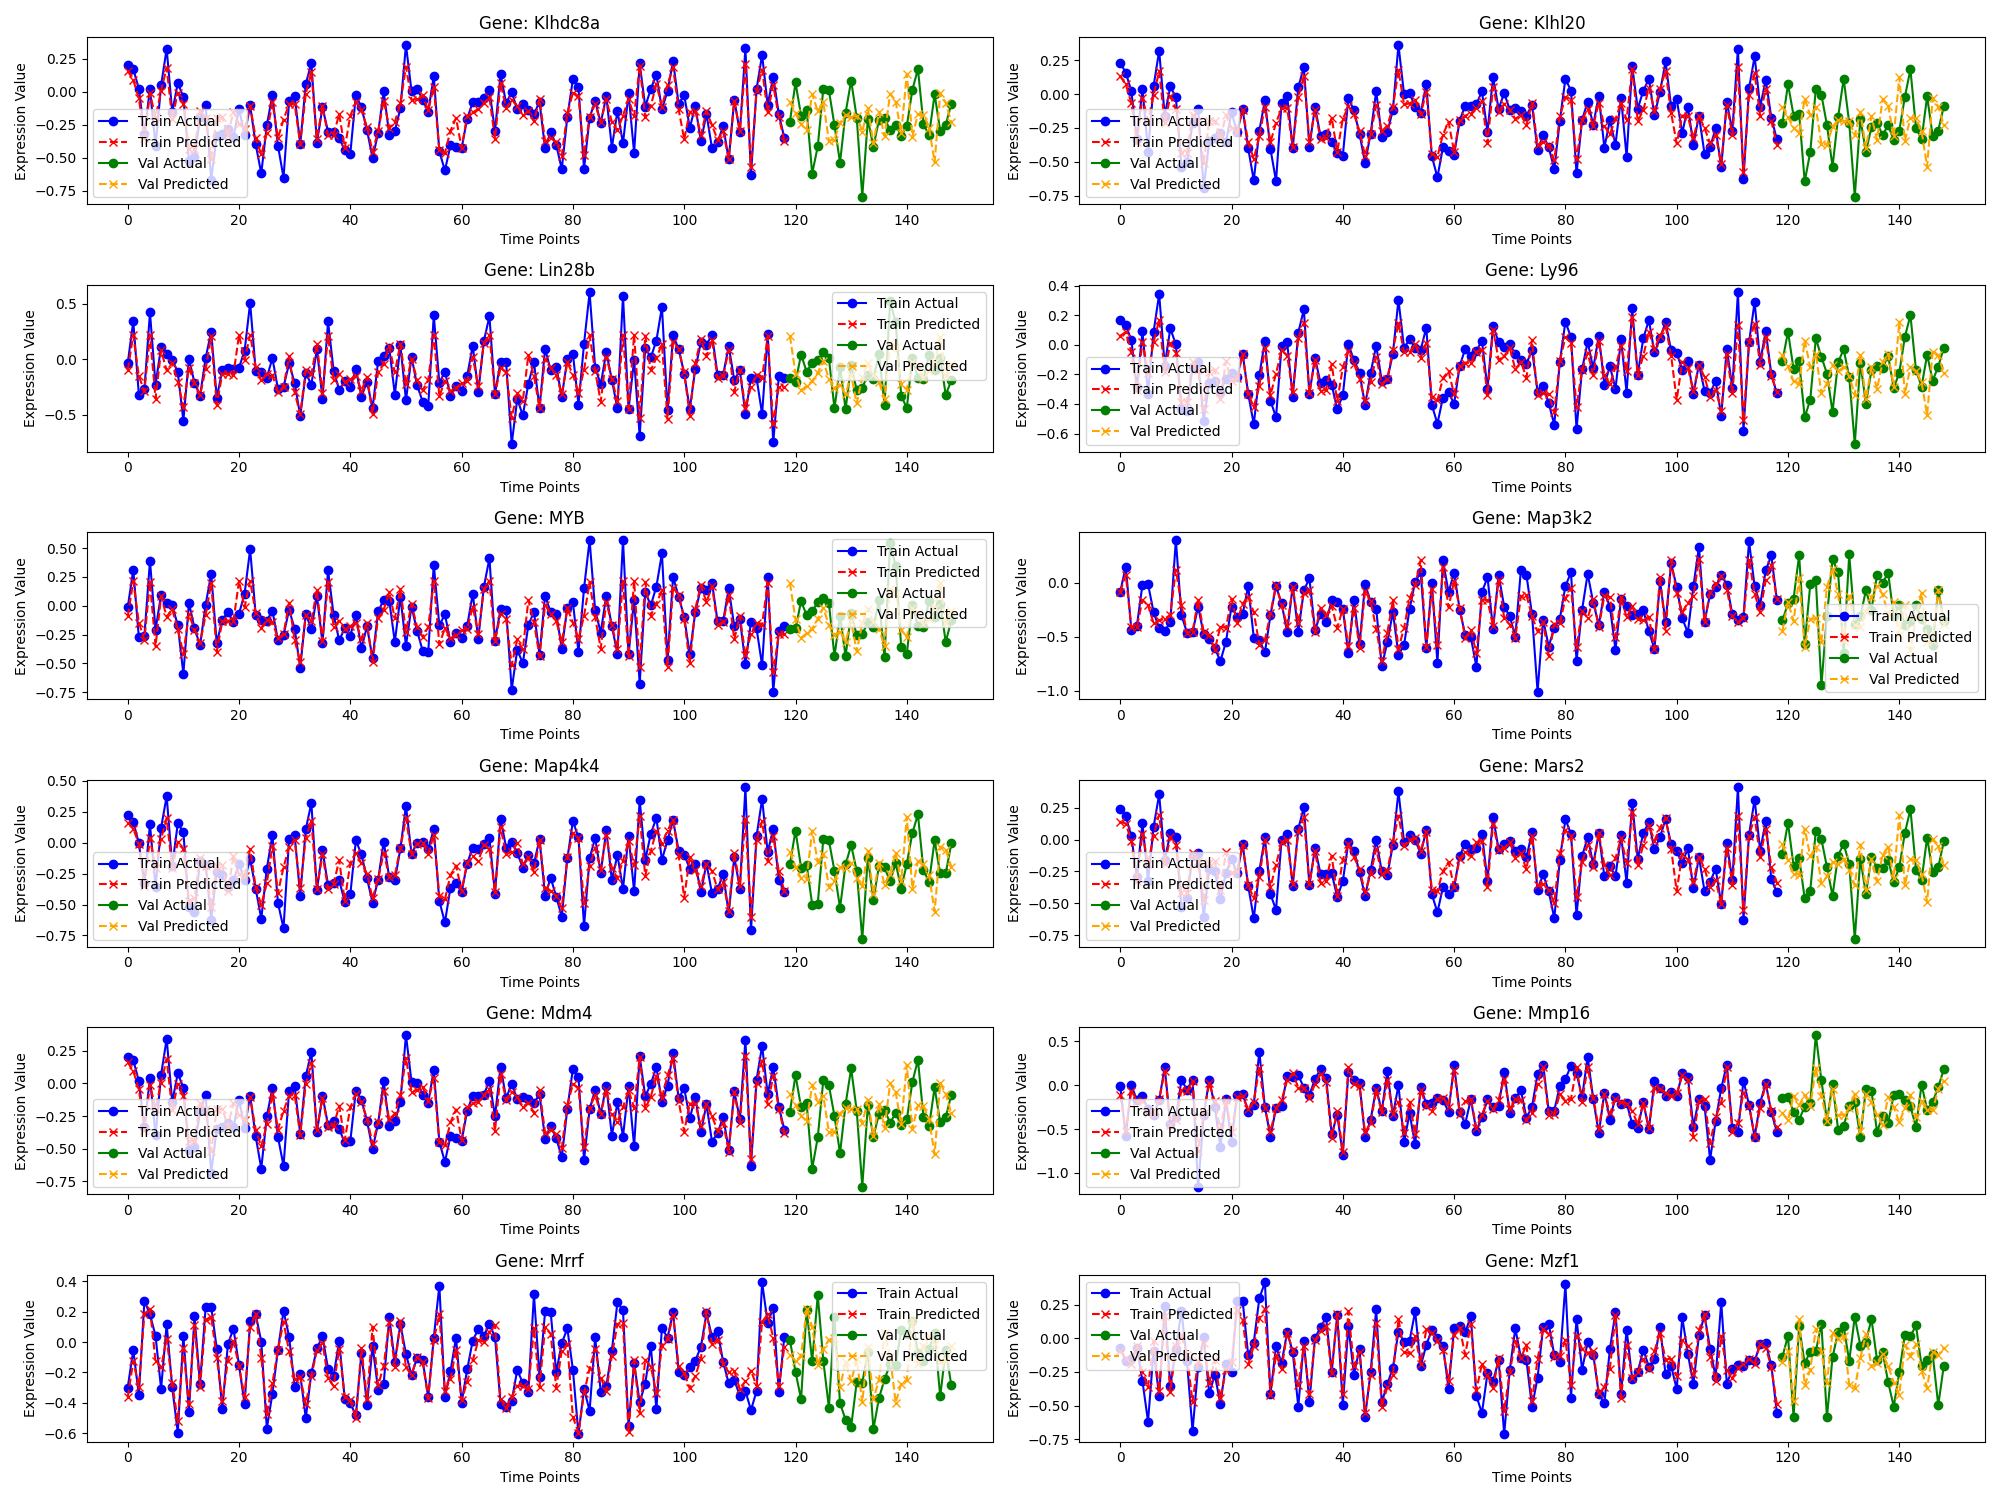 Gene: Klhdc8a
Expression Value
0.25
0.00
−0.25
−0.50
−0.75
Train Actual
Train Predicted
Val Actual
Val Predicted
0 20 40 60 80 100 120 140
Time Points
Gene: Klhl20
Expression Value
0.25
0.00
−0.25
−0.50
−0.75
Train Actual
Train Predicted
Val Actual
Val Predicted
0 20 40 60 80 100 120 140
Time Points
Gene: Lin28b
Expression Value
0.5
0.0
−0.5
Train Actual
Train Predicted
Val Actual
Val Predicted
0 20 40 60 80 100 120 140
Time Points
Gene: Ly96
Expression Value
0.4
0.2
0.0
−0.2
−0.4
−0.6
Train Actual
Train Predicted
Val Actual
Val Predicted
0 20 40 60 80 100 120 140
Time Points
Gene: MYB
Expression Value
0.50
0.25
0.00
−0.25
−0.50
−0.75
Train Actual
Train Predicted
Val Actual
Val Predicted
0 20 40 60 80 100 120 140
Time Points
Gene: Map3k2
Expression Value
0.0
−0.5
−1.0
Train Actual
Train Predicted
Val Actual
Val Predicted
0 20 40 60 80 100 120 140
Time Points
Gene: Map4k4
Expression Value
0.50
0.25
0.00
−0.25
−0.50
−0.75
Train Actual
Train Predicted
Val Actual
Val Predicted
0 20 40 60 80 100 120 140
Time Points
Gene: Mars2
Expression Value
0.25
0.00
−0.25
−0.50
−0.75
Train Actual
Train Predicted
Val Actual
Val Predicted
0 20 40 60 80 100 120 140
Time Points
Gene: Mdm4
Expression Value
0.25
0.00
−0.25
−0.50
−0.75
Train Actual
Train Predicted
Val Actual
Val Predicted
0 20 40 60 80 100 120 140
Time Points
Gene: Mmp16
Expression Value
0.5
0.0
−0.5
−1.0
Train Actual
Train Predicted
Val Actual
Val Predicted
0 20 40 60 80 100 120 140
Time Points
Gene: Mrrf
Expression Value
0.4
0.2
0.0
−0.2
−0.4
−0.6
Train Actual
Train Predicted
Val Actual
Val Predicted
0 20 40 60 80 100 120 140
Time Points
Gene: Mzf1
Expression Value
0.25
0.00
−0.25
−0.50
−0.75
Train Actual
Train Predicted
Val Actual
Val Predicted
0 20 40 60 80 100 120 140
Time Points